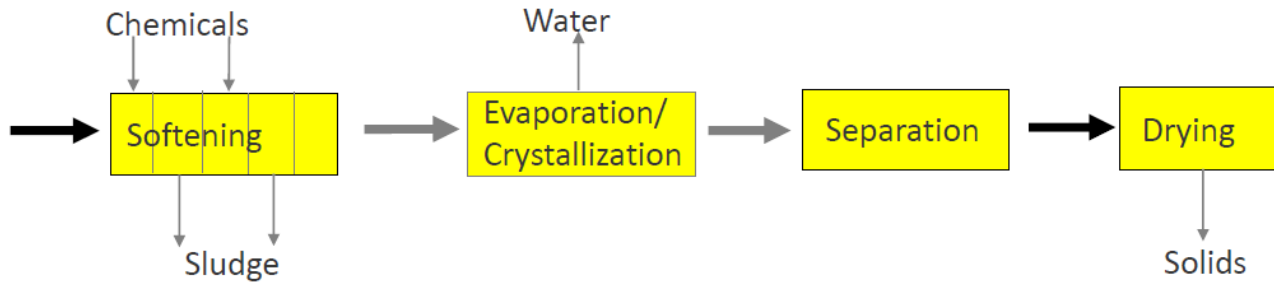 Chemicals
Water
Softening
Evaporation/
Crystallization
Separation
Drying
Sludge
Solids